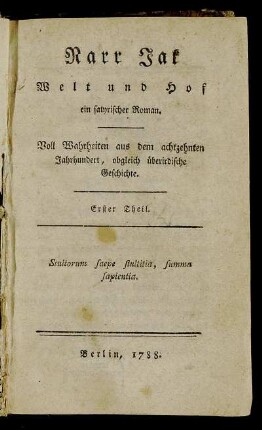 Narr Jak
Welt und Hof
ein satyrischer Roman.
Voll Wahrheiten aus dem achtzehnten
Jahrhundert, obgleich überirdische
Geschichte.
Erster Theil.
Stultorum saepe stultitia, summa
sapientia.
Berlin, 1788.